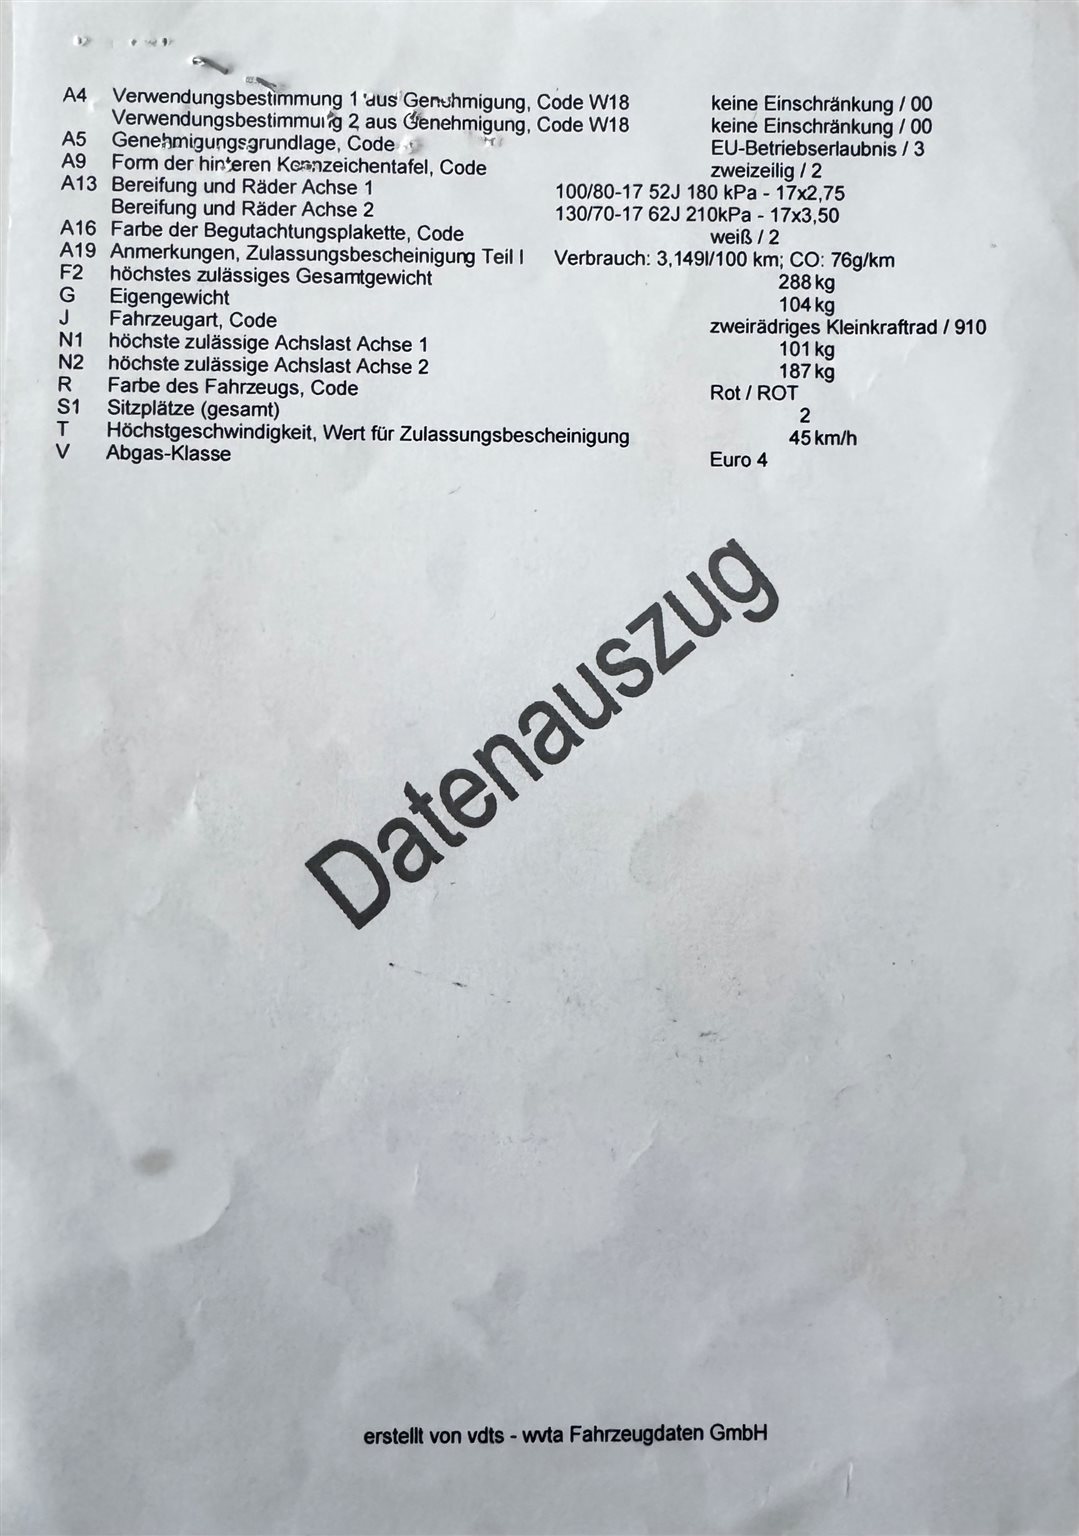 A4 Verwendungsbestimmung 1 aus Genehmigung, Code W18 keine Einschränkung / 00
Verwendungsbestimmung 2 aus Genehmigung, Code W18 keine Einschränkung / 00
A5 Genehmigungsgrundlage, Code EU-Betriebserlaubnis / 3
A9 Form der hinteren Kennzeichentafel, Code zweizeilig / 2
A13 Bereifung und Räder Achse 1 100/80-17 52J 180 kPa - 17x2,75
Bereifung und Räder Achse 2 130/70-17 62J 210kPa - 17x3,50
A16 Farbe der Begutachtungsplakette, Code weiß / 2
A19 Anmerkungen, Zulassungsbescheinigung Teil I Verbrauch: 3,149l/100 km; CO: 76g/km
F2 höchstes zulässiges Gesamtgewicht 288 kg
G Eigengewicht 104 kg
J Fahrzeugart, Code zweirädriges Kleinkraftrad / 910
N1 höchste zulässige Achslast Achse 1 101 kg
N2 höchste zulässige Achslast Achse 2 187 kg
R Farbe des Fahrzeugs, Code Rot / ROT
S1 Sitzplätze (gesamt) 2
T Höchstgeschwindigkeit, Wert für Zulassungsbescheinigung 45 km/h
V Abgas-Klasse Euro 4
Datenauszug
erstellt von vdts - wvta Fahrzeugdaten GmbH